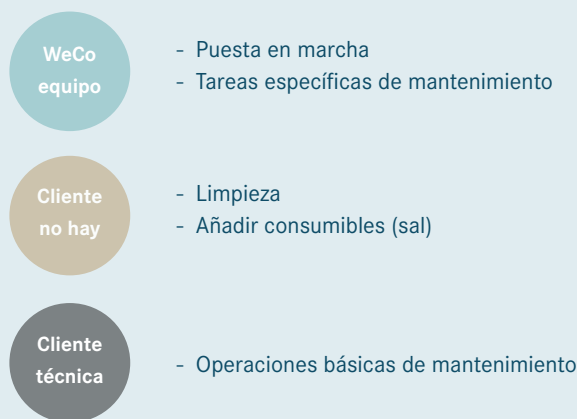 WeCo
equipo
- Puesta en marcha
- Tareas específicas de mantenimiento
Cliente
no hay
- Limpieza
- Añadir consumibles (sal)
Cliente
técnica
- Operaciones básicas de mantenimiento